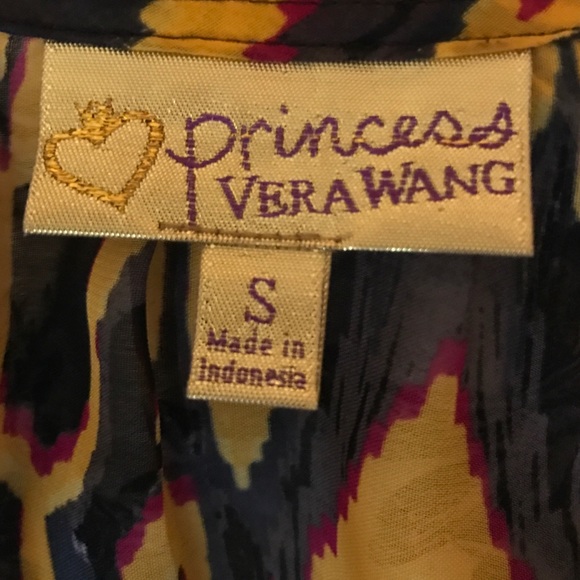 princess
VERA WANG
S
Made in
Indonesia